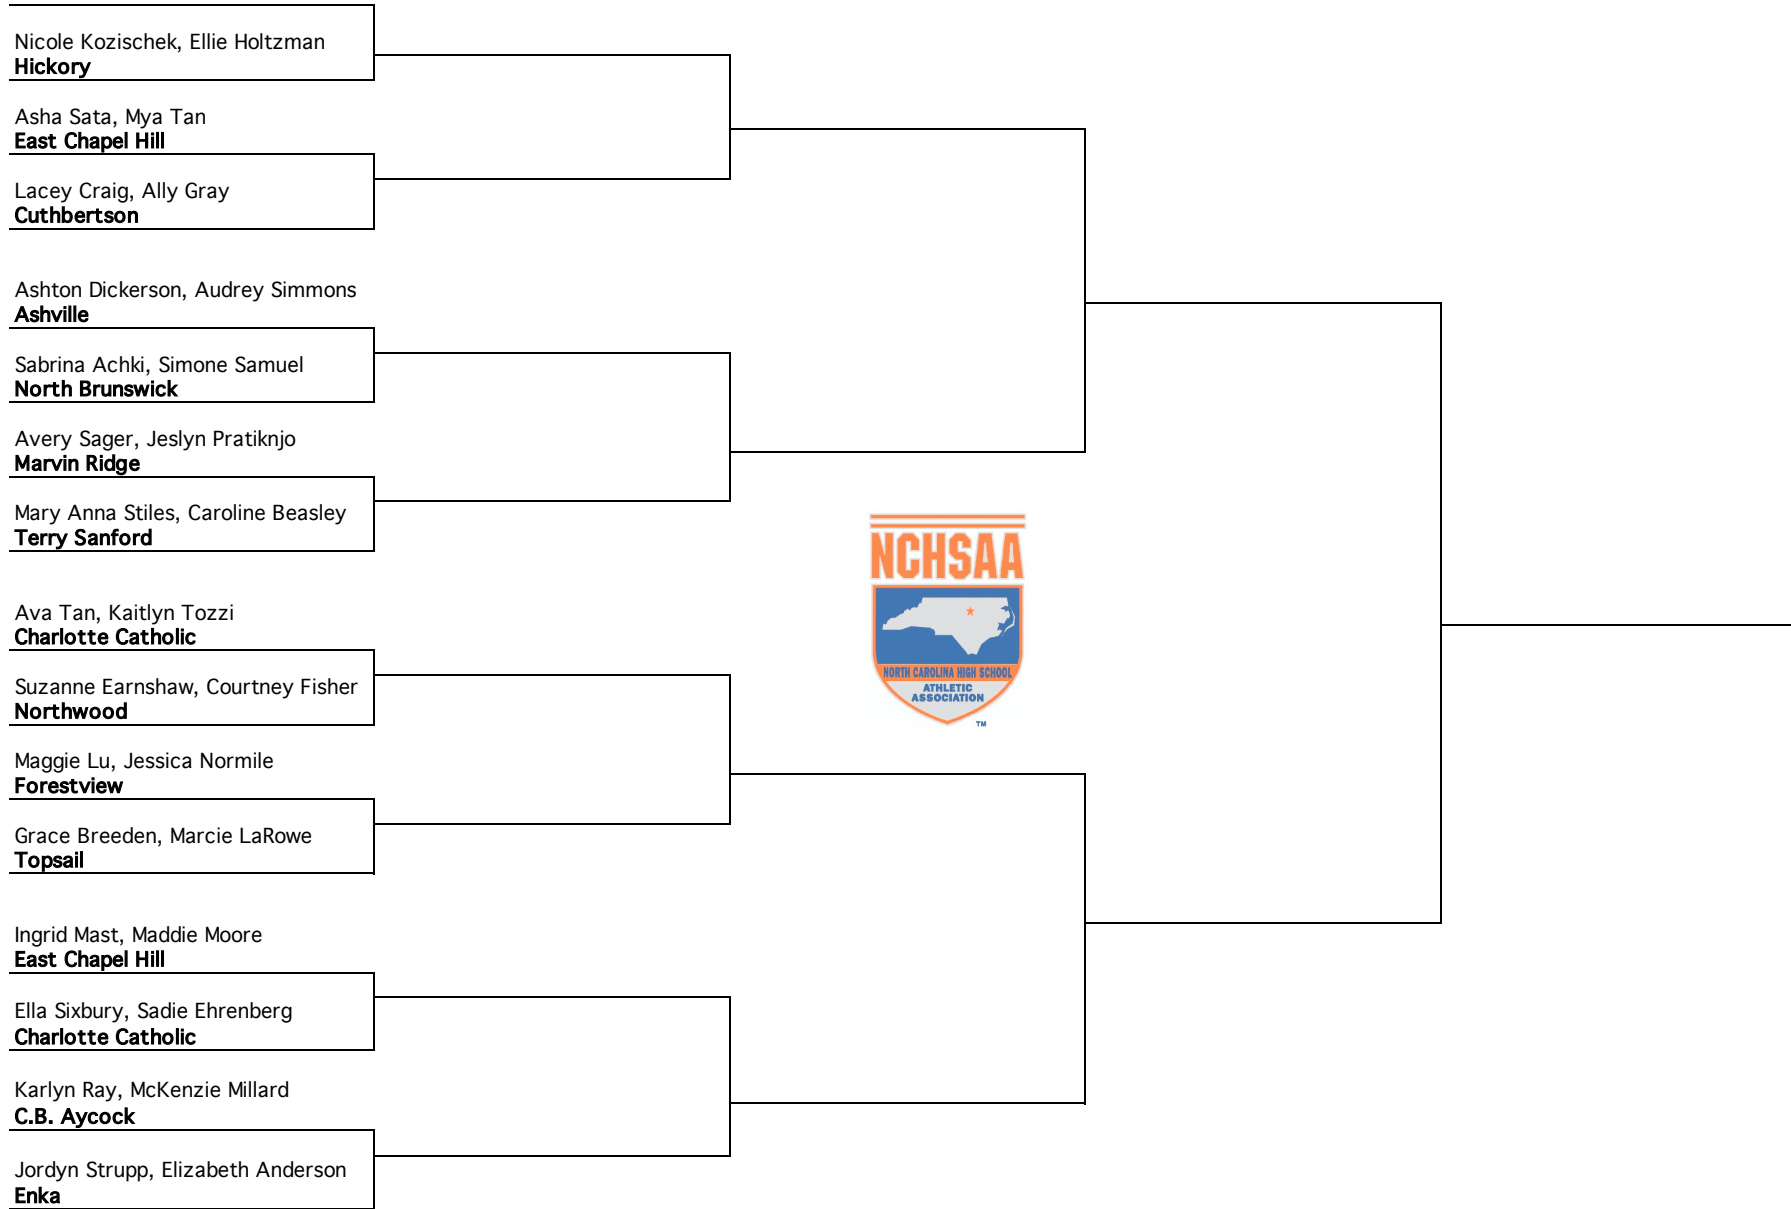 Nicole Kozischek, Ellie Holtzman
Hickory
Asha Sata, Mya Tan
East Chapel Hill
Lacey Craig, Ally Gray
Cuthbertson
Ashton Dickerson, Audrey Simmons
Ashville
Sabrina Achki, Simone Samuel
North Brunswick
Avery Sager, Jeslyn Pratiknjo
Marvin Ridge
Mary Anna Stiles, Caroline Beasley
Terry Sanford
NCHSAA
NORTH CAROLINA HIGH SCHOOL
ATHLETIC
ASSOCIATION
TM
Ava Tan, Kaitlyn Tozzi
Charlotte Catholic
Suzanne Earnshaw, Courtney Fisher
Northwood
Maggie Lu, Jessica Normile
Forestview
Grace Breeden, Marcie LaRowe
Topsail
Ingrid Mast, Maddie Moore
East Chapel Hill
Ella Sixbury, Sadie Ehrenberg
Charlotte Catholic
Karlyn Ray, McKenzie Millard
C.B. Aycock
Jordyn Strupp, Elizabeth Anderson
Enka